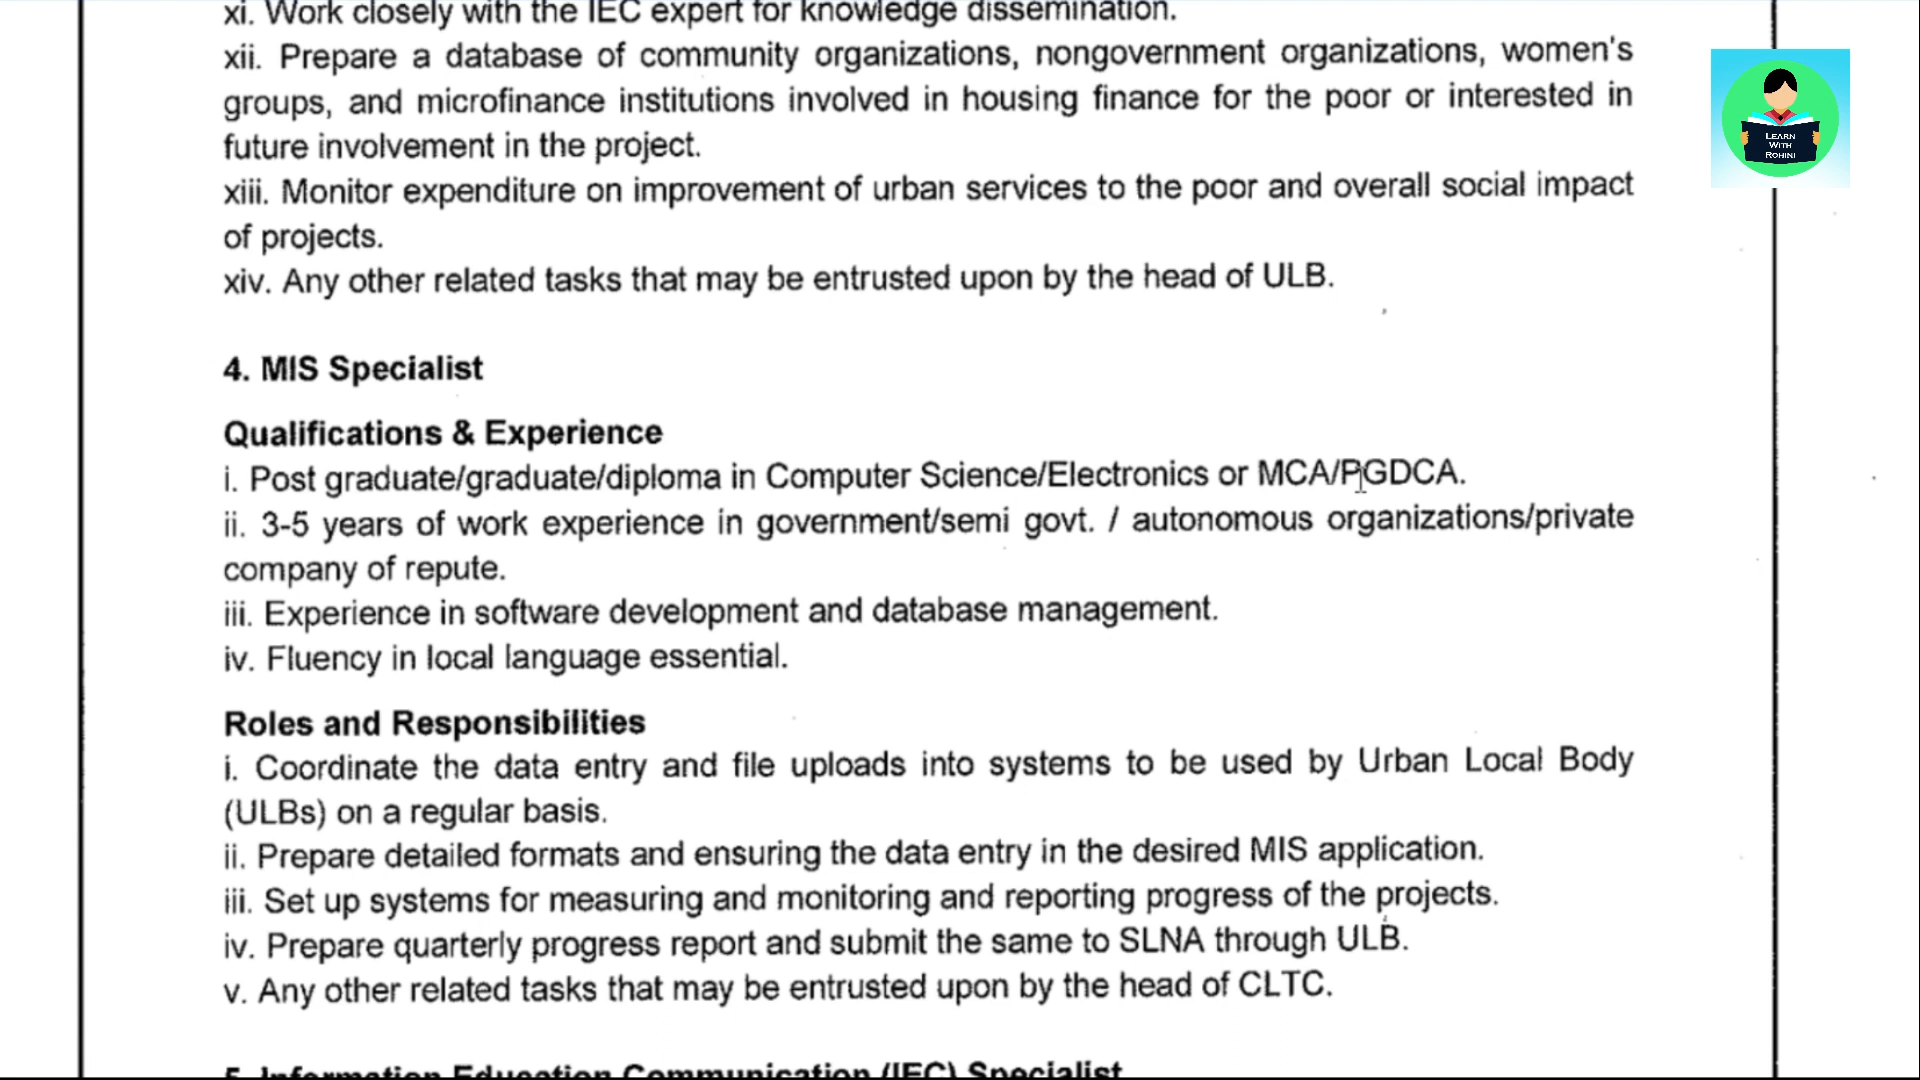 xi. Work closely with the IEC expert for knowledge dissemination.
xii. Prepare a database of community organizations, nongovernment organizations, women's
groups, and microfinance institutions involved in housing finance for the poor or interested in
future involvement in the project.
xiii. Monitor expenditure on improvement of urban services to the poor and overall social impact
of projects.
xiv. Any other related tasks that may be entrusted upon by the head of ULB.
LEARN
WITH
ROHINI
4. MIS Specialist
Qualifications & Experience
i. Post graduate/graduate/diploma in Computer Science/Electronics or MCA/PGDCA.
ii. 3-5 years of work experience in government/semi govt. / autonomous organizations/private
company of repute.
iii. Experience in software development and database management.
iv. Fluency in local language essential.
Roles and Responsibilities
i. Coordinate the data entry and file uploads into systems to be used by Urban Local Body
(ULBs) on a regular basis.
ii. Prepare detailed formats and ensuring the data entry in the desired MIS application.
iii. Set up systems for measuring and monitoring and reporting progress of the projects.
iv. Prepare quarterly progress report and submit the same to SLNA through ULB.
v. Any other related tasks that may be entrusted upon by the head of CLTC.
5. Information Education Communication (IEC) Specialist